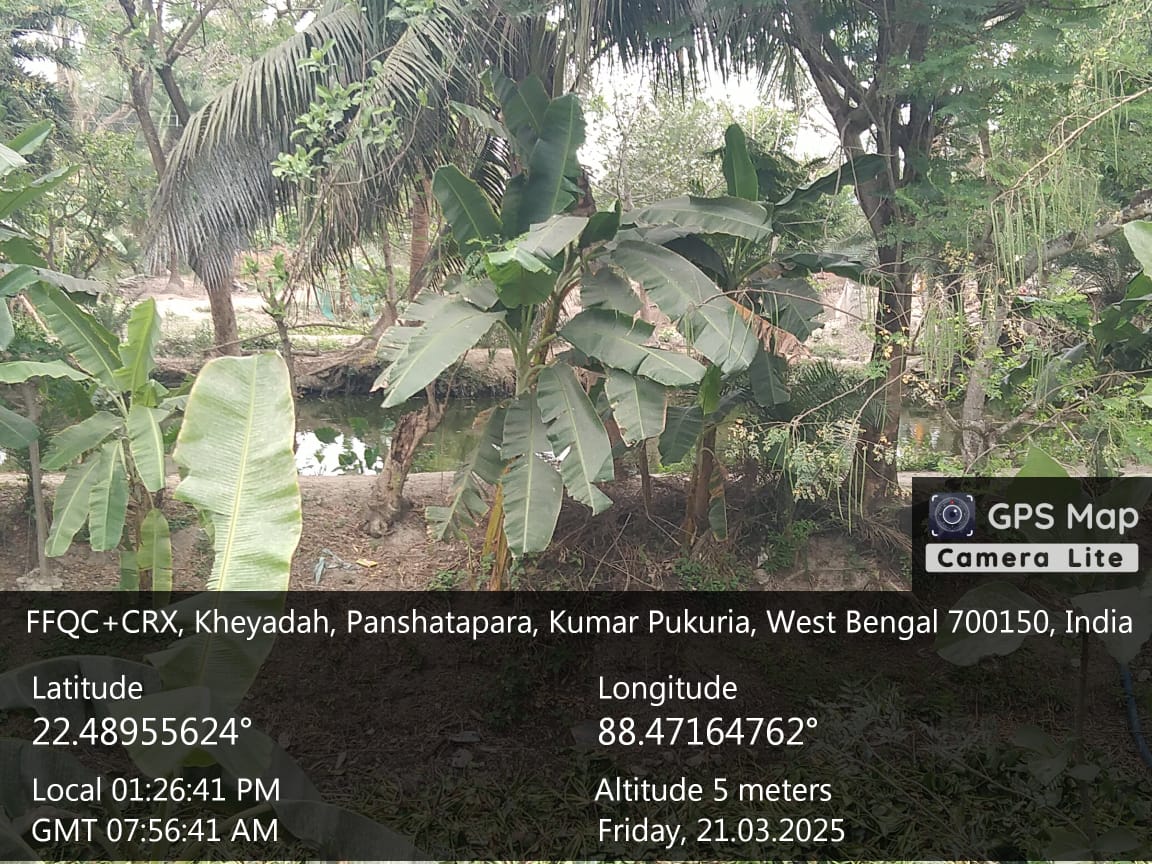 GPS Map
Camera Lite
FFQC+CRX, Kheyadah, Panshatapara, Kumar Pukuria, West Bengal 700150, India
Latitude
22.48955624°
Longitude
88.47164762°
Local 01:26:41 PM
GMT 07:56:41 AM
Altitude 5 meters
Friday, 21.03.2025